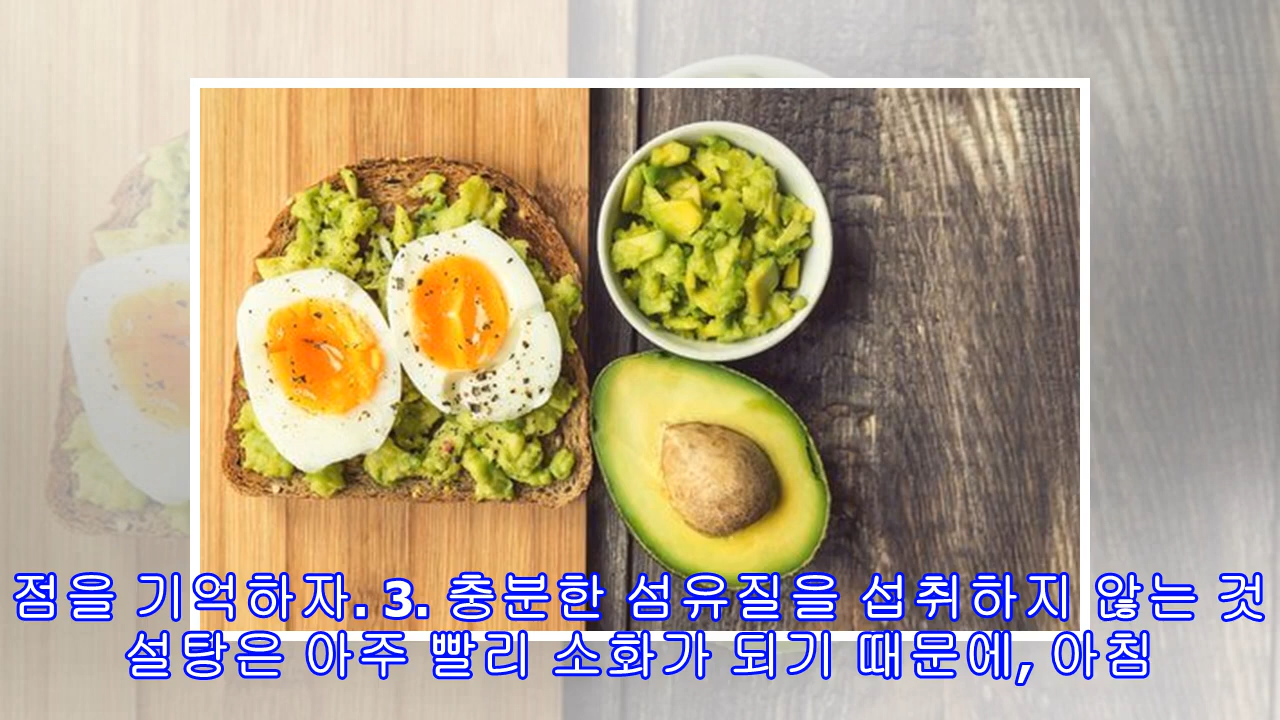 점을 기억하자. 3. 충분한 섬유질을 섭취하지 않는 것
설탕은 아주 빨리 소화가 되기 때문에, 아침